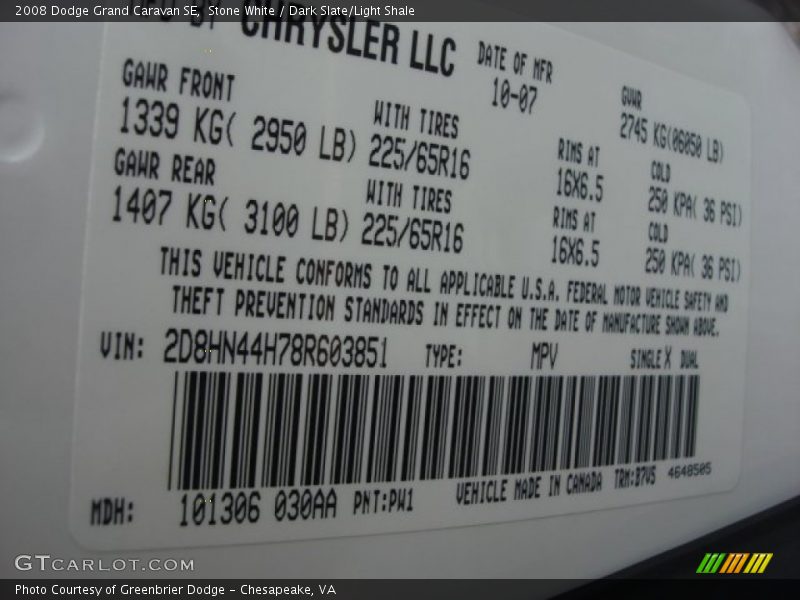 2008 Dodge Grand Caravan SE, Stone White / Dark Slate/Light Shale
BY CHRYSLER LLC
DATE OF MFR
10-07
GVWR
2745 KG(06050 LB)
GAWR FRONT
1339 KG( 2950 LB)
WITH TIRES
225/65R16
RIMS AT
16X6.5
COLD
250 KPA( 36 PSI)
GAWR REAR
1407 KG( 3100 LB)
WITH TIRES
225/65R16
RIMS AT
16X6.5
COLD
250 KPA( 36 PSI)
THIS VEHICLE CONFORMS TO ALL APPLICABLE U.S.A. FEDERAL MOTOR VEHICLE SAFETY AND
THEFT PREVENTION STANDARDS IN EFFECT ON THE DATE OF MANUFACTURE SHOWN ABOVE.
VIN: 2D8HN44H78R603851 TYPE: MPV SINGLE X DUAL
MDH: 101306 030AA PNT:PW1 VEHICLE MADE IN CANADA TRM:B7VS 4648505
GTCARLOT.COM
Photo Courtesy of Greenbrier Dodge - Chesapeake, VA